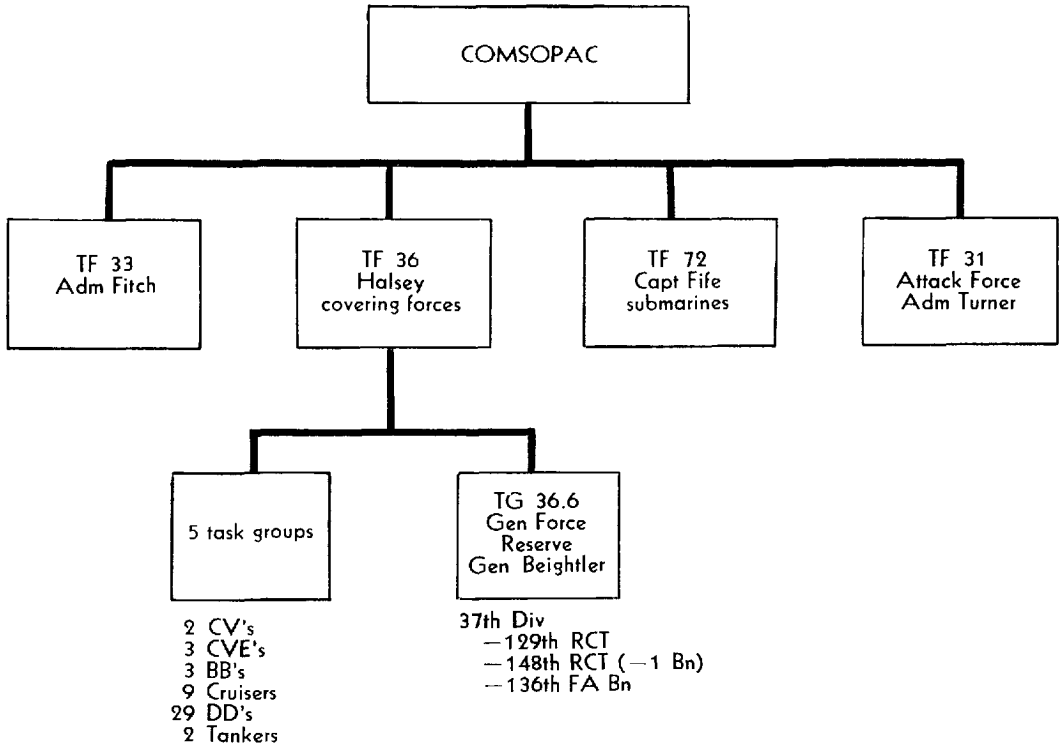 COMSOPAC
TF 33
Adm Fitch
TF 36
Halsey
covering forces
TF 72
Capt Fife
submarines
TF 31
Attack Force
Adm Turner
5 task groups
TG 36.6
Gen Force
Reserve
Gen Beightler
2 CV's
3 CVE's
3 BB's
9 Cruisers
29 DD's
2 Tankers
37th Div
—129th RCT
—148th RCT (—1 Bn)
—136th FA Bn